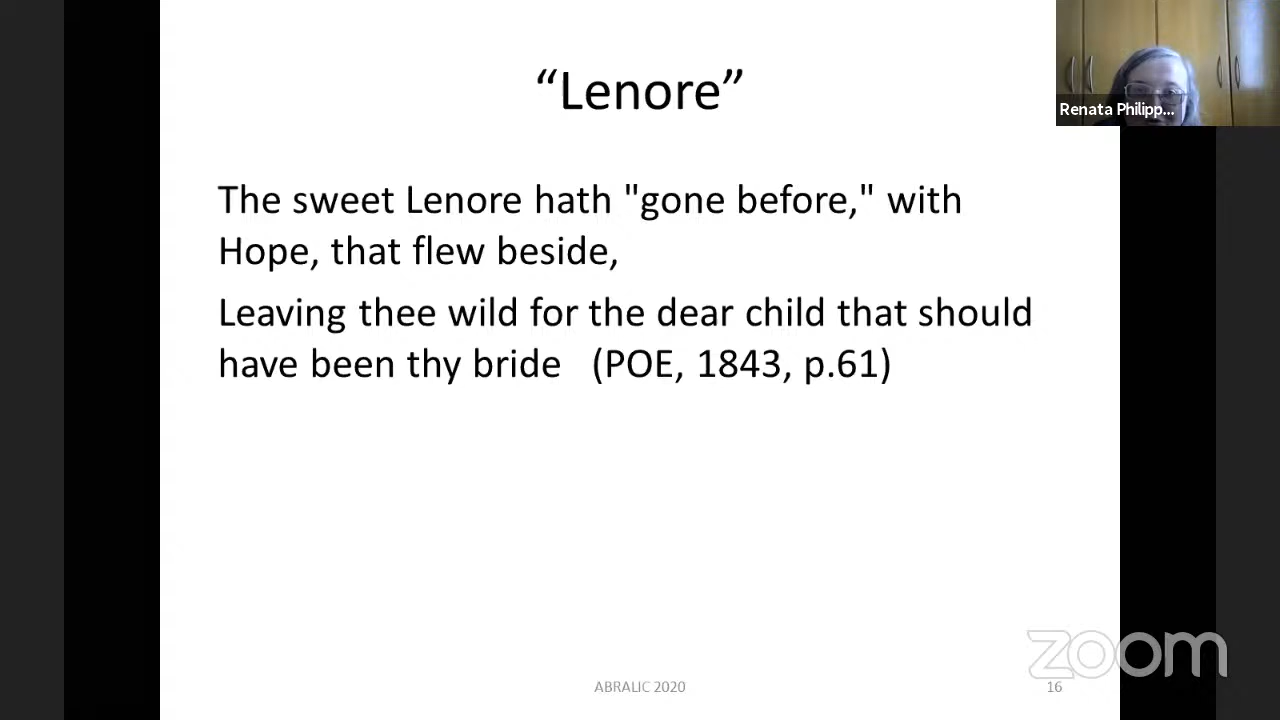 “Lenore”
Renata Philipp...
The sweet Lenore hath "gone before," with
Hope, that flew beside,
Leaving thee wild for the dear child that should
have been thy bride (POE, 1843, p.61)
zoom
ABRALIC 2020
16